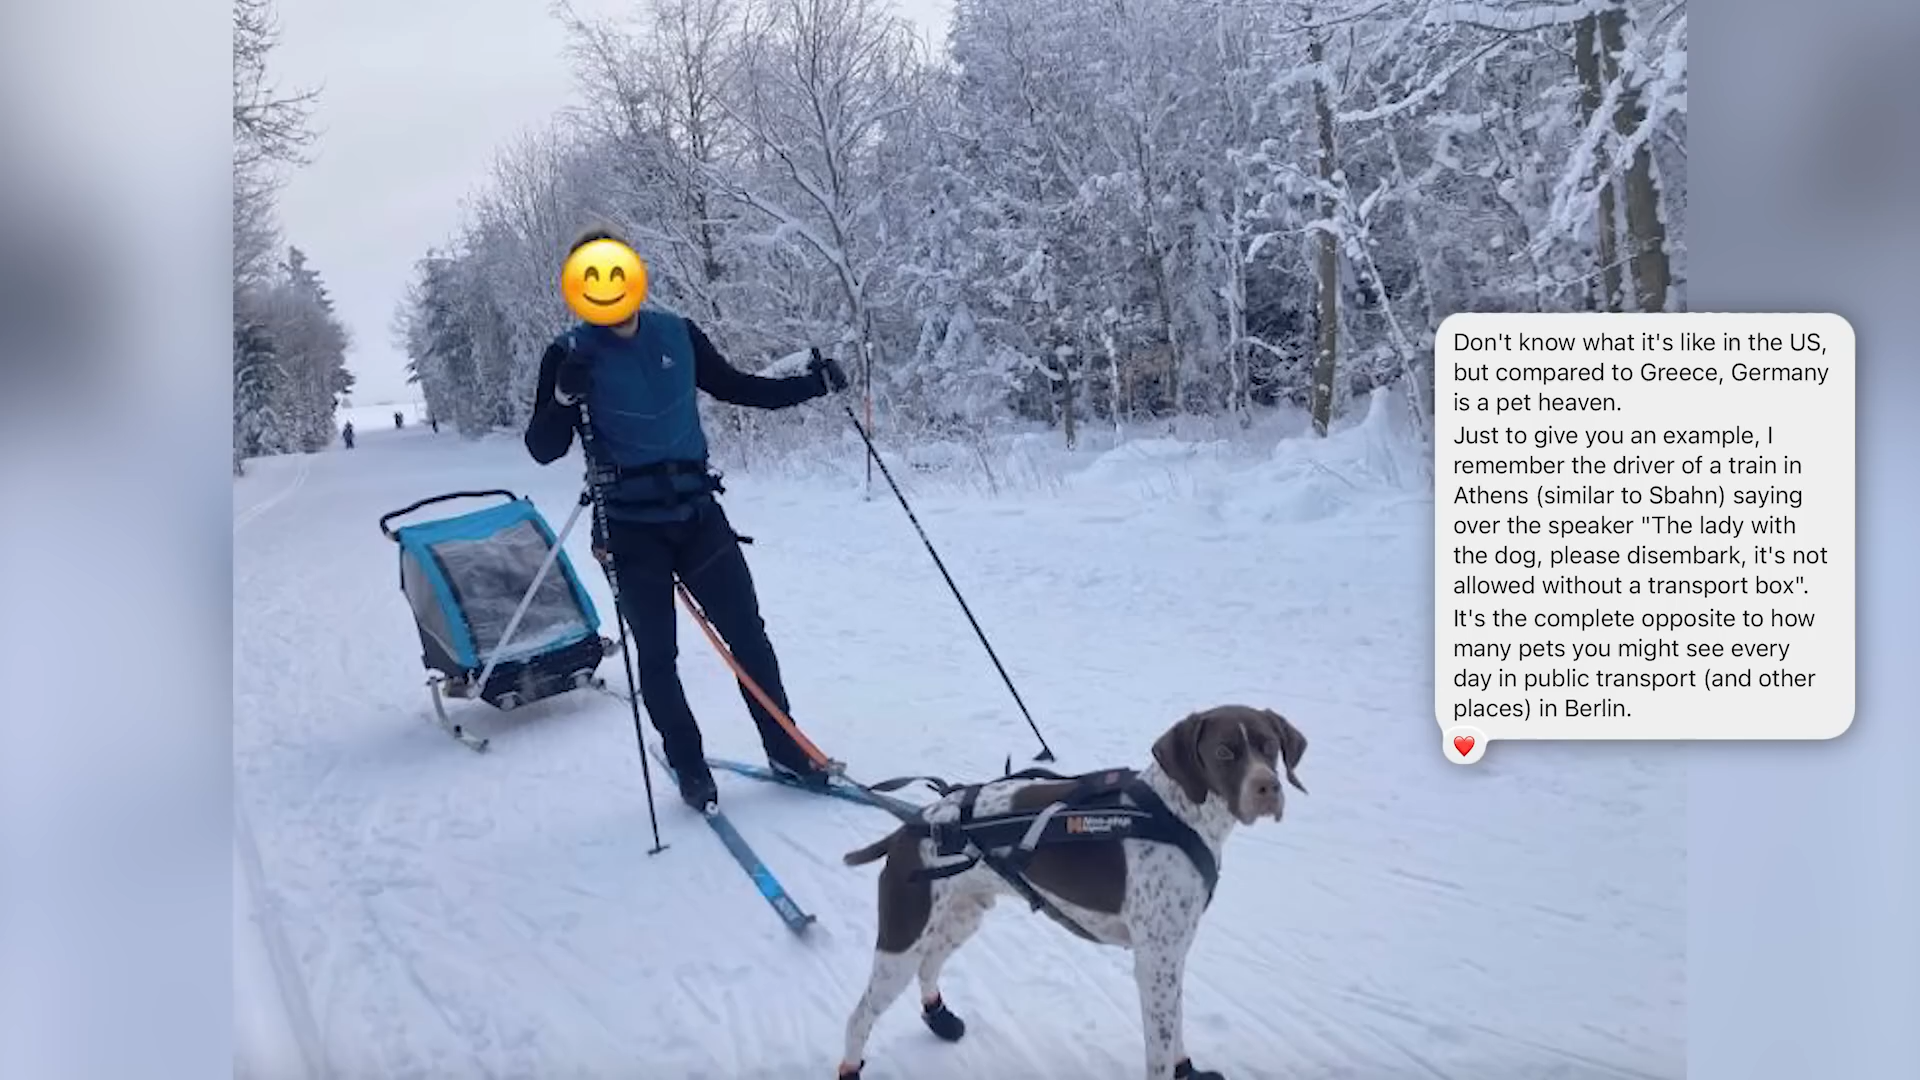 Don't know what it's like in the US,
but compared to Greece, Germany
is a pet heaven.
Just to give you an example, I
remember the driver of a train in
Athens (similar to Sbahn) saying
over the speaker "The lady with
the dog, please disembark, it's not
allowed without a transport box".
It's the complete opposite to how
many pets you might see every
day in public transport (and other
places) in Berlin.